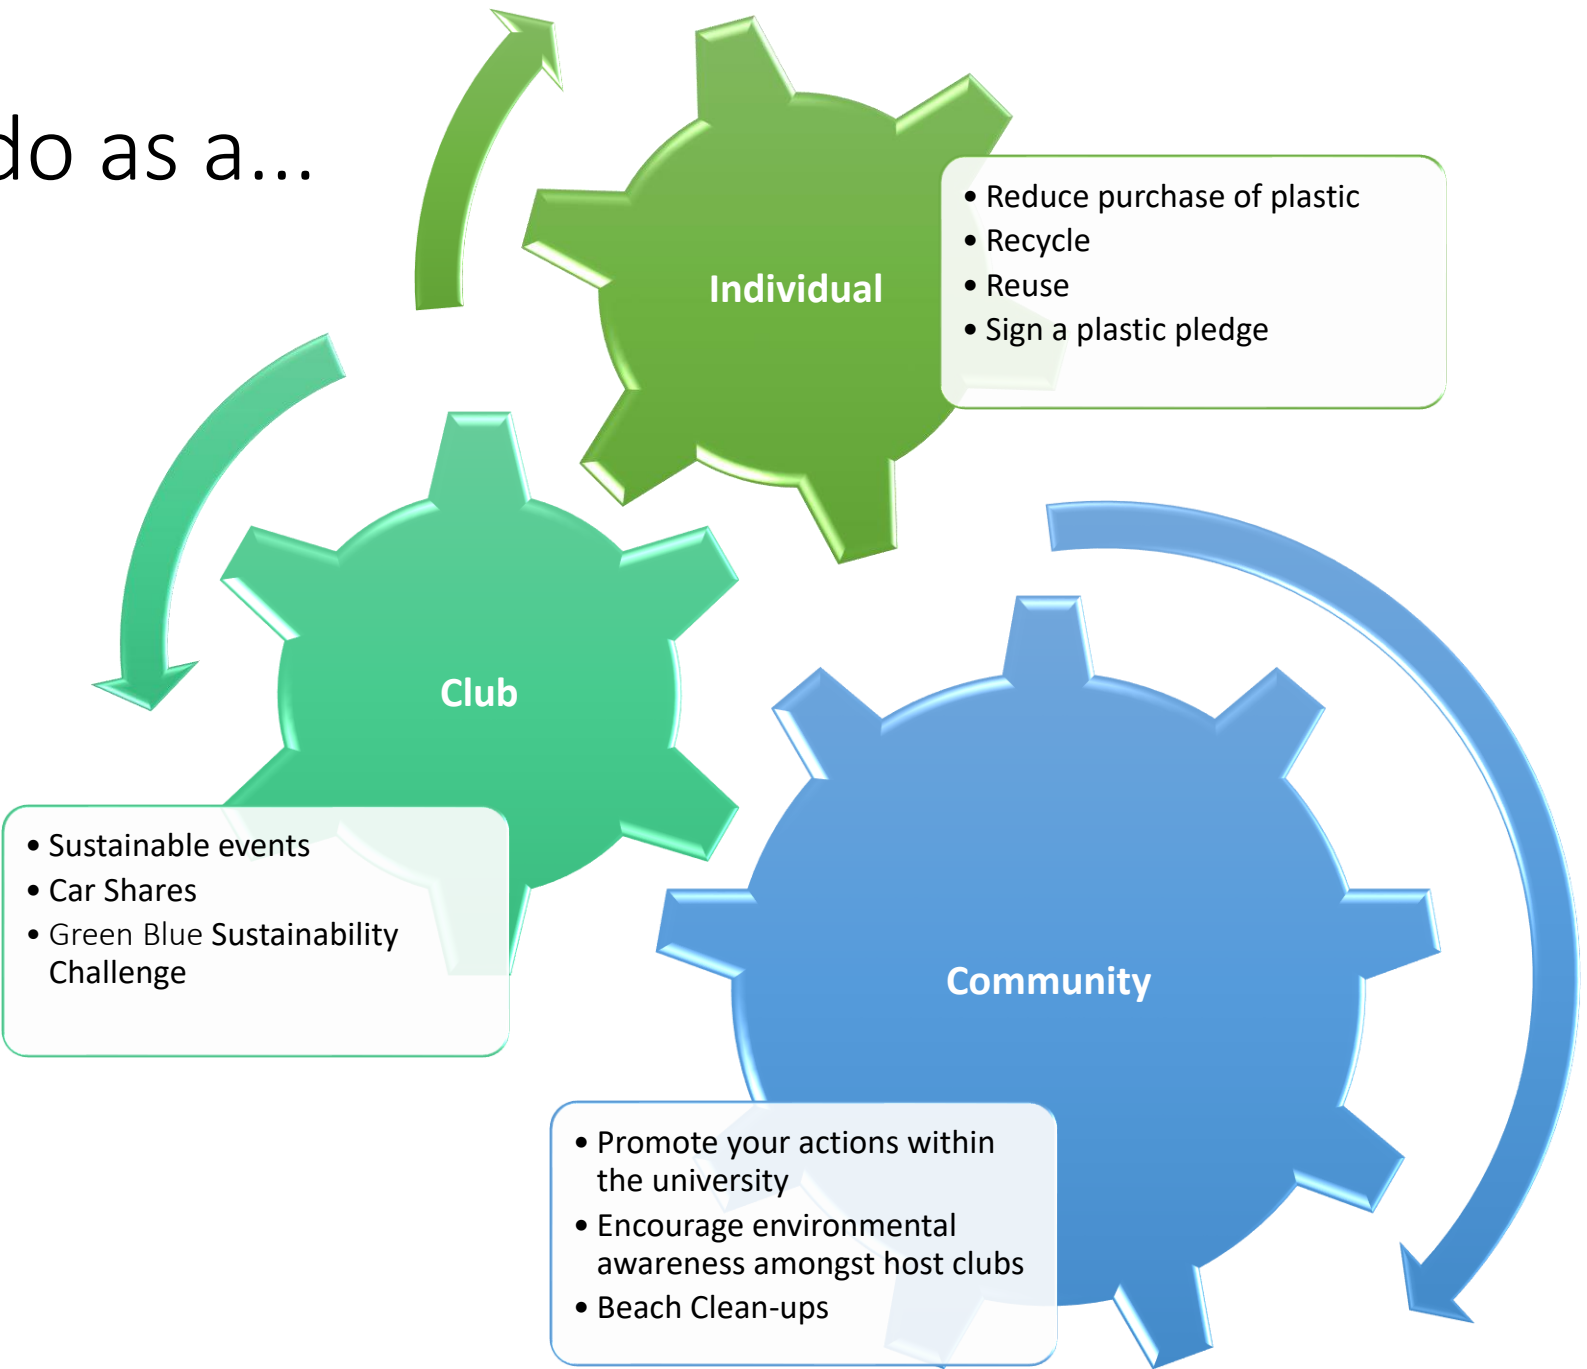 do as a...
Individual
• Reduce purchase of plastic
• Recycle
• Reuse
• Sign a plastic pledge
Club
• Sustainable events
• Car Shares
• Green Blue Sustainability
Challenge
Community
• Promote your actions within
the university
• Encourage environmental
awareness amongst host clubs
• Beach Clean-ups